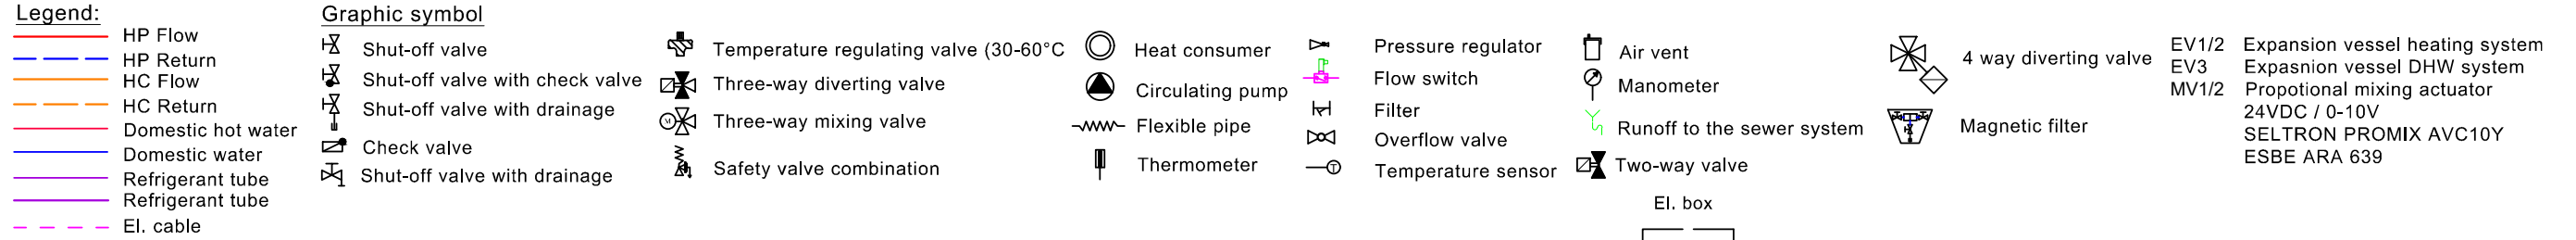 Legend:
HP Flow
HP Return
HC Flow
HC Return
Domestic hot water
Domestic water
Refrigerant tube
Refrigerant tube
El. cable
Graphic symbol
Shut-off valve
Shut-off valve with check valve
Shut-off valve with drainage
Check valve
Shut-off valve with drainage
Temperature regulating valve (30-60°C
Three-way diverting valve
M
Three-way mixing valve
Safety valve combination
Heat consumer
Circulating pump
Flexible pipe
Thermometer
Pressure regulator
Flow switch
Filter
Overflow valve
T
Temperature sensor
Air vent
Manometer
Runoff to the sewer system
Two-way valve
El. box
4 way diverting valve
Magnetic filter
EV1/2 Expansion vessel heating system
EV3 Expasnion vessel DHW system
MV1/2 Propotional mixing actuator
24VDC / 0-10V
SELTRON PROMIX AVC10Y
ESBE ARA 639